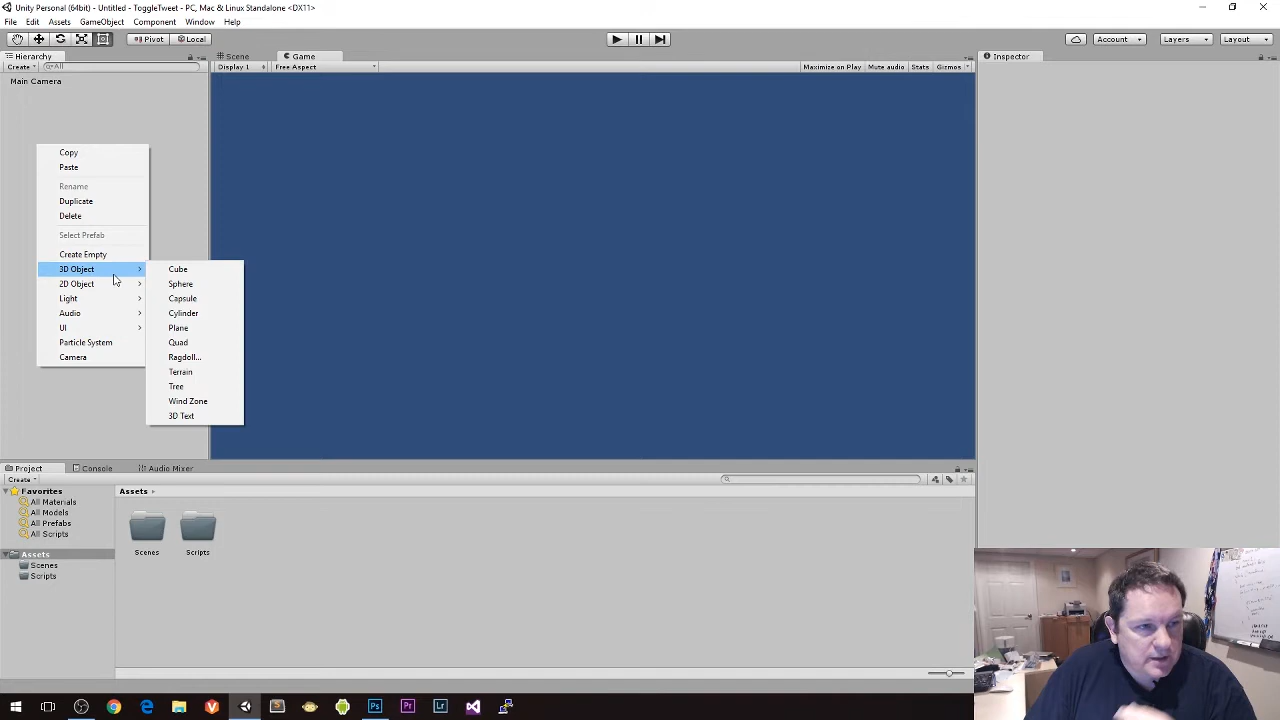 Unity Personal (64bit) - Untitled - ToggleTweet - PC, Mac & Linux Standalone <DX11>
File Edit Assets GameObject Component Window Help
Pivot Local Account Layers Layout
Hierarchy Scene Game Inspector
Create All Display 1 Free Aspect Maximize on Play Mute audio Stats Gizmos
Main Camera
Copy
Paste
Rename
Duplicate
Delete
Select Prefab
Create Empty
3D Object
2D Object
Light
Audio
UI
Particle System
Camera
Cube
Sphere
Capsule
Cylinder
Plane
Quad
Ragdoll...
Terrain
Tree
Wind Zone
3D Text
Project Console Audio Mixer
Create
Favorites
All Materials
All Models
All Prefabs
All Scripts
Assets
Scenes
Scripts
Assets
Scenes Scripts